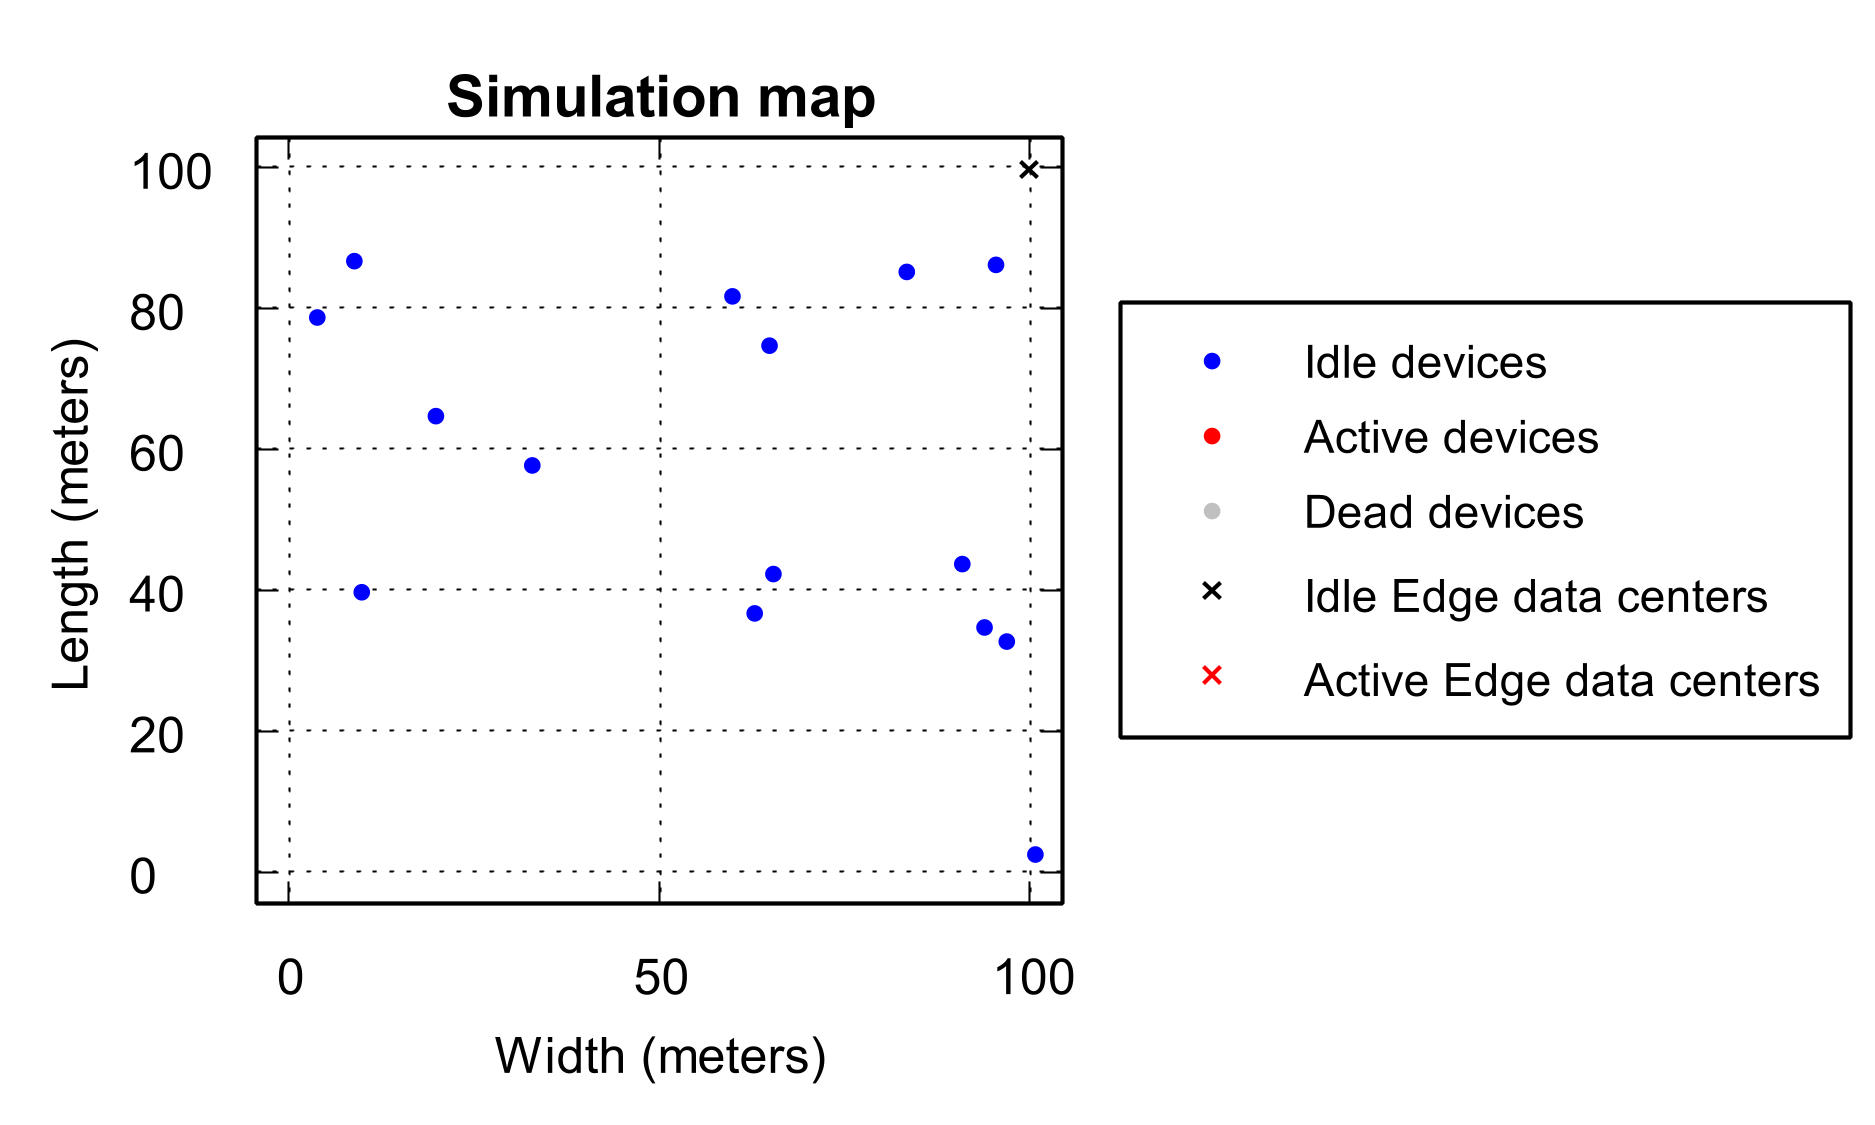 Simulation map
100
80
60
40
20
0
Length (meters)
0 50 100
Width (meters)
Idle devices
Active devices
Dead devices
Idle Edge data centers
Active Edge data centers